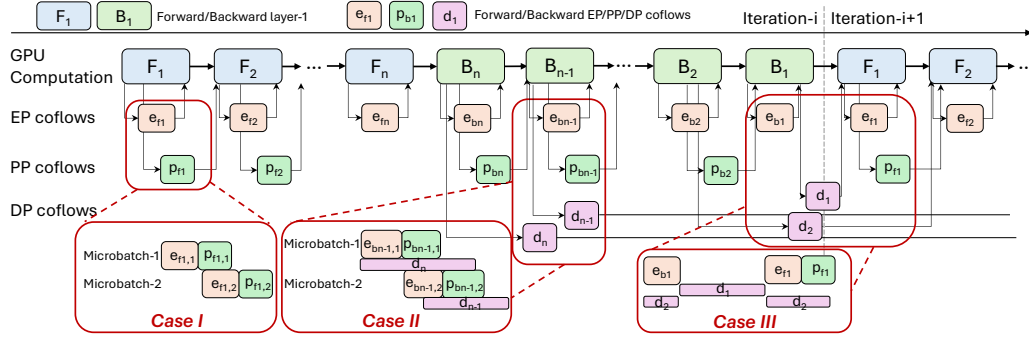 F1 B1 Forward/Backward layer-1 ef1 pb1 d1 Forward/Backward EP/PP/DP coflows Iteration-i Iteration-i+1
GPU
Computation
F1 F2 ... Fn Bn Bn-1 ... B2 B1 F1 F2 ...
EP coflows ef1 ef2 efn ebn ebn-1 eb2 eb1 ef1 ef2
PP coflows pf1 pf2 pbn pbn-1 pb2 pf1
DP coflows dn dn-1 d2 d1
Microbatch-1 ef1,1 pf1,1
Microbatch-2 ef1,2 pf1,2
Case I
Microbatch-1 ebn-1,1 pbn-1,1
dn
Microbatch-2 ebn-1,2 pbn-1,2
dn-1
Case II
eb1 ef1 pf1
d1
d2 d2
Case III